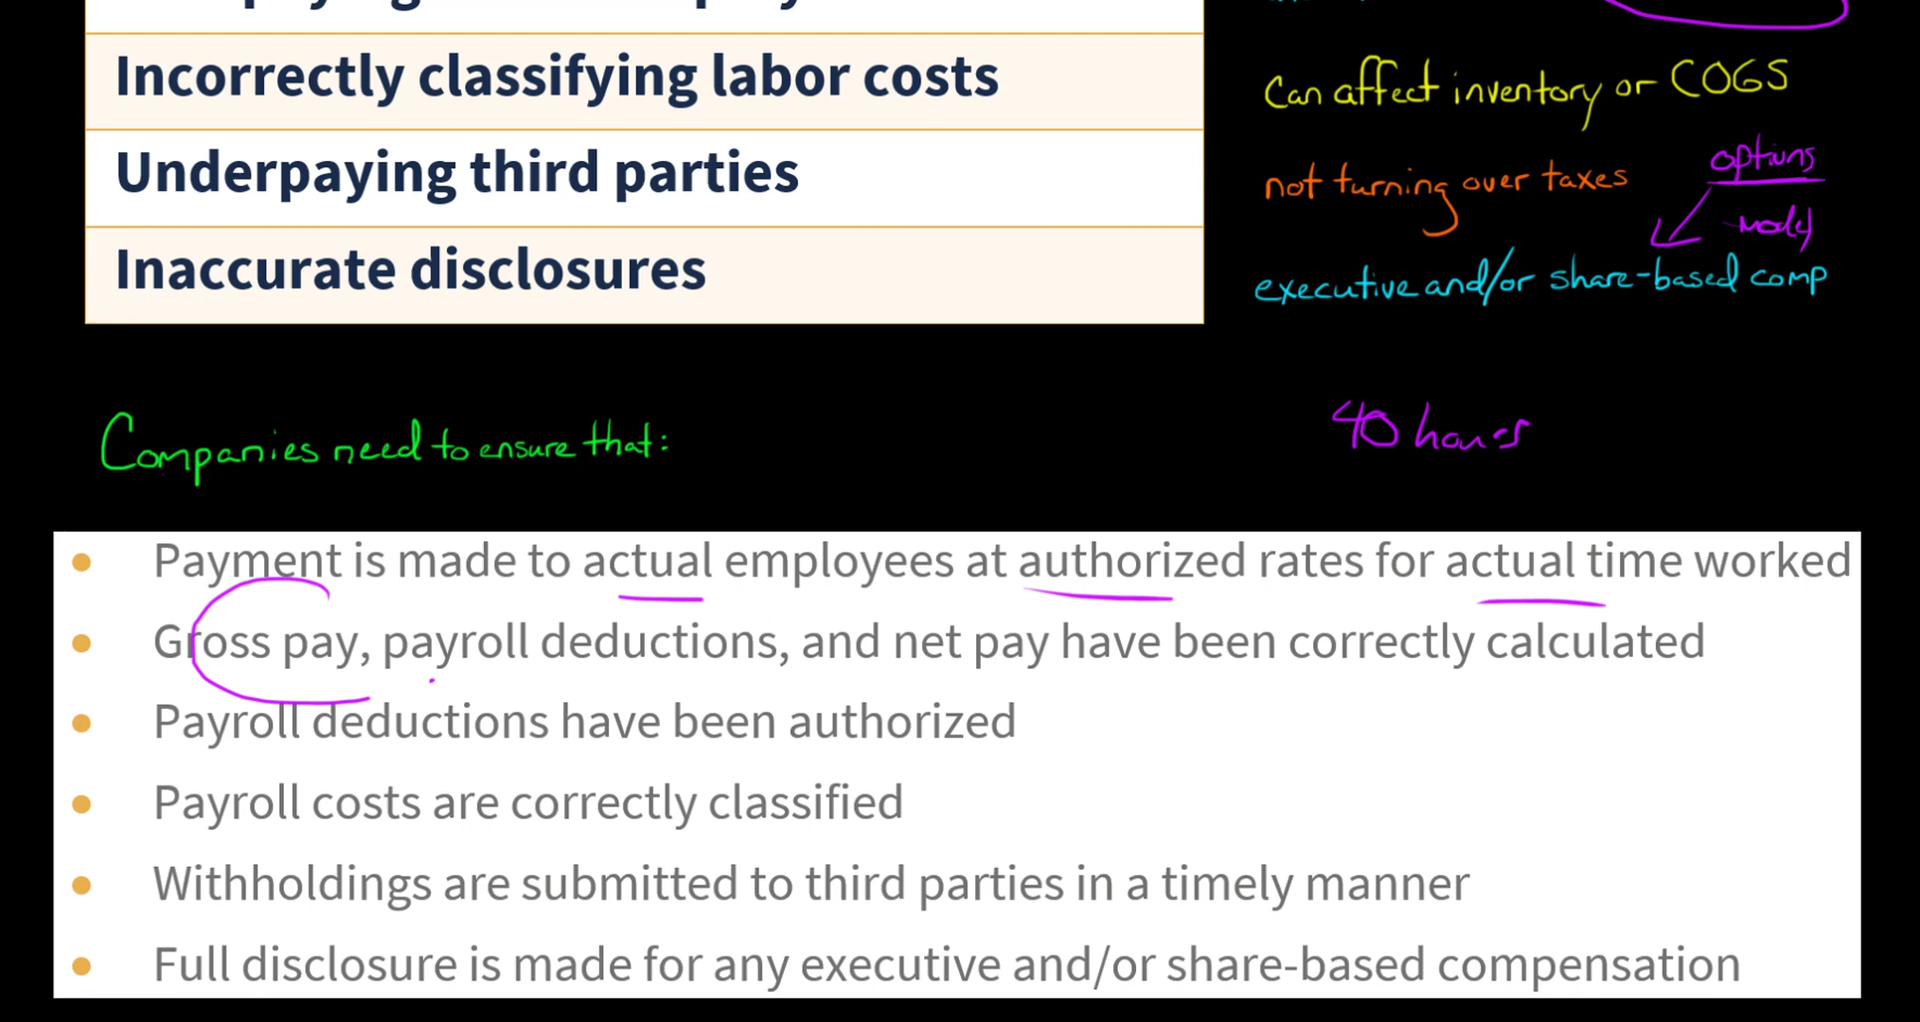 Incorrectly classifying labor costs
Can affect inventory or COGS
Underpaying third parties
not turning over taxes
options
model
Inaccurate disclosures
executive and/or share-based comp
Companies need to ensure that:
40 hours
Payment is made to actual employees at authorized rates for actual time worked
Gross pay, payroll deductions, and net pay have been correctly calculated
Payroll deductions have been authorized
Payroll costs are correctly classified
Withholdings are submitted to third parties in a timely manner
Full disclosure is made for any executive and/or share-based compensation